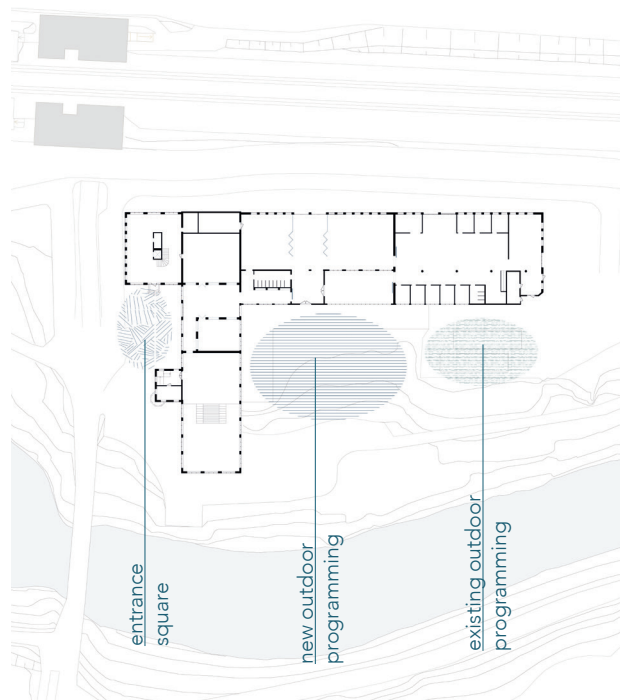 entrance
square
new outdoor
programming
existing outdoor
programming